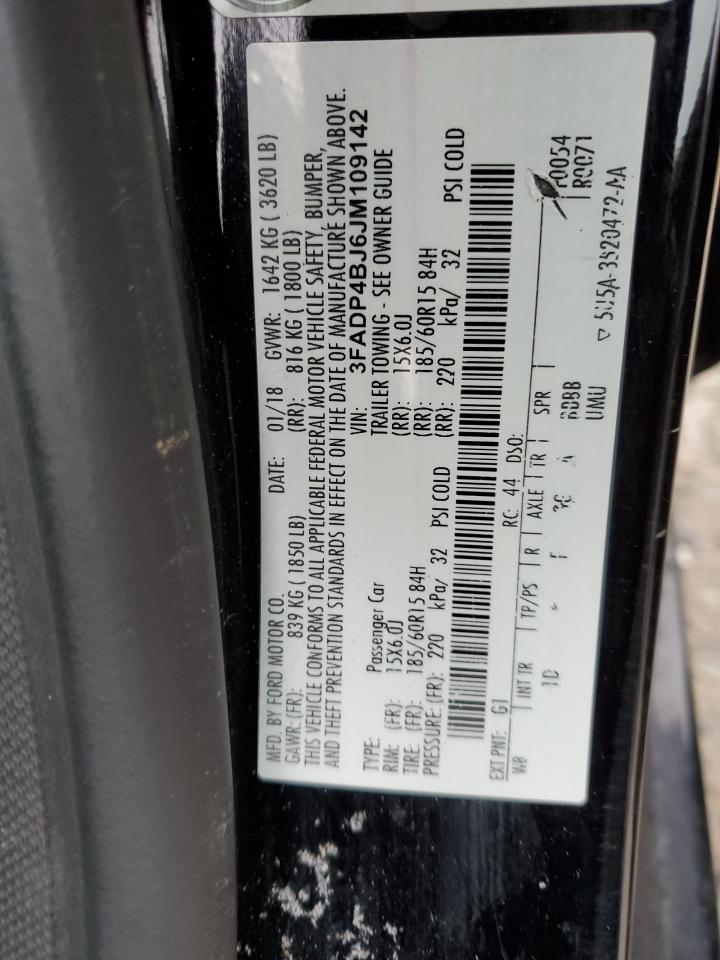 MFD. BY FORD MOTOR CO.
DATE: 01/18 GVWR: 1642 KG ( 3620 LB)
GAWR: (FR): 839 KG ( 1850 LB) (RR): 816 KG ( 1800 LB)
THIS VEHICLE CONFORMS TO ALL APPLICABLE FEDERAL MOTOR VEHICLE SAFETY, BUMPER,
AND THEFT PREVENTION STANDARDS IN EFFECT ON THE DATE OF MANUFACTURE SHOWN ABOVE.
VIN: 3FADP4BJ6JM109142
TYPE: Passenger Car TRAILER TOWING - SEE OWNER GUIDE
RIM: (FR): 15X6.0J (RR): 15X6.0J
TIRE: (FR): 185/60R15 84H (RR): 185/60R15 84H
PRESSURE: (FR): 220 kPa/ 32 PSI COLD (RR): 220 kPa/ 32 PSI COLD
EXT PNT: G1 RC: 44 DSO:
WB INT TR TP/PS R AXLE TR SPR
UMU R0071